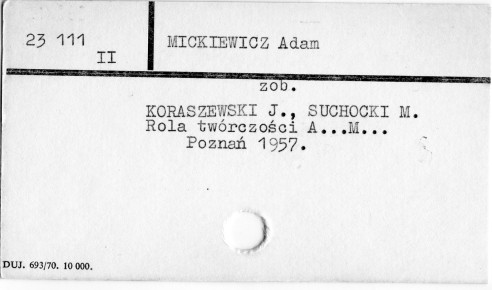 23 111
II
MICKIEWICZ Adam
zob.
KORASZEWSKI J., SUCHOCKI M.
Rola twórczości A...M...
Poznań 1957.
DUJ. 693/70. 10 000.